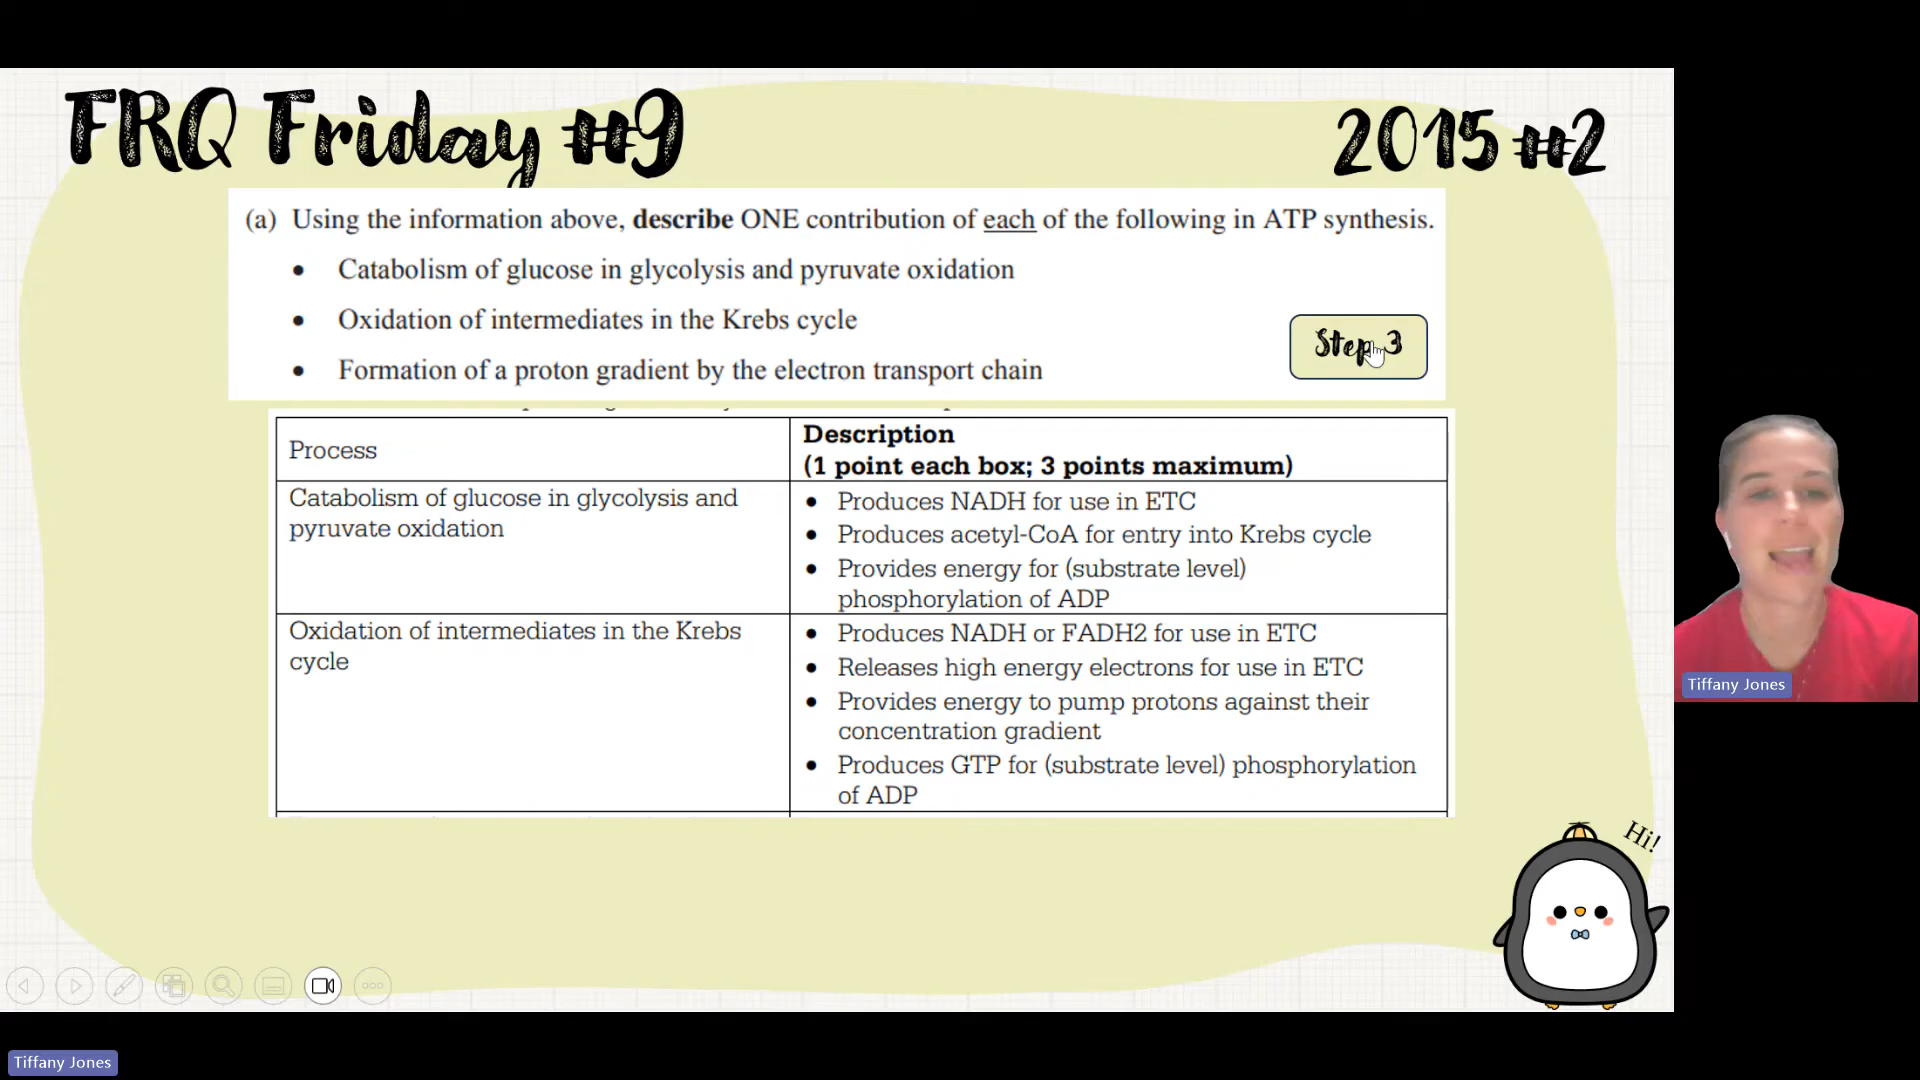 FRQ Friday #9
2015 #2
(a) Using the information above, describe ONE contribution of each of the following in ATP synthesis.
• Catabolism of glucose in glycolysis and pyruvate oxidation
• Oxidation of intermediates in the Krebs cycle
• Formation of a proton gradient by the electron transport chain
Step 3
Process
Description
(1 point each box; 3 points maximum)
Catabolism of glucose in glycolysis and
pyruvate oxidation
• Produces NADH for use in ETC
• Produces acetyl-CoA for entry into Krebs cycle
• Provides energy for (substrate level)
phosphorylation of ADP
Oxidation of intermediates in the Krebs
cycle
• Produces NADH or FADH2 for use in ETC
• Releases high energy electrons for use in ETC
• Provides energy to pump protons against their
concentration gradient
• Produces GTP for (substrate level) phosphorylation
of ADP
Hi!
Tiffany Jones
Tiffany Jones